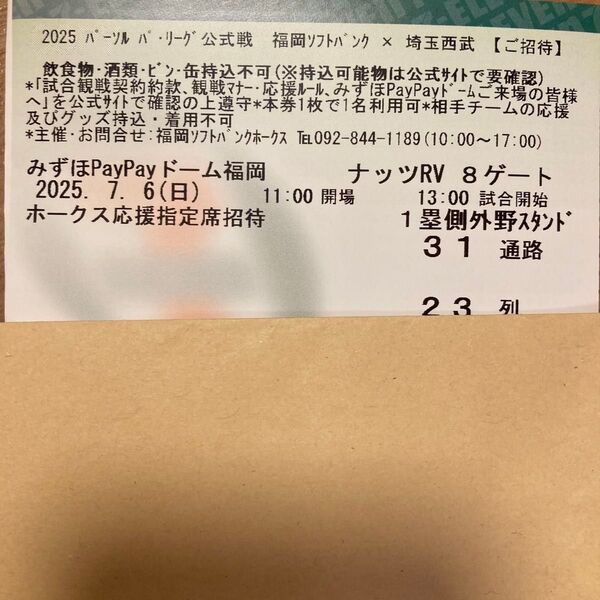 2025 ﾊﾟｰｿﾙ ﾊﾟ･ﾘｰｸﾞ公式戦 福岡ｿﾌﾄﾊﾞﾝｸ × 埼玉西武 【ご招待】
飲食物･酒類･ﾋﾞﾝ･缶持込不可(※持込可能物は公式サイトで要確認)
*｢試合観戦契約約款､観戦ﾏﾅｰ･応援ﾙｰﾙ､みずほPayPayﾄﾞｰﾑご来場の皆様
へ｣を公式ｻｲﾄで確認の上遵守*本券1枚で1名利用可*相手チームの応援
及びグッズ持込・着用不可
*主催･お問合せ:福岡ｿﾌﾄﾊﾞﾝｸﾎｰｸｽ ℡092-844-1189(10:00～17:00)
みずほPayPayドーム福岡 ナッツRV 8ゲート
2025. 7. 6(日) 11:00 開場 13:00 試合開始
ホークス応援指定席招待 1塁側外野ｽﾀﾝﾄﾞ
31 通路
23 列